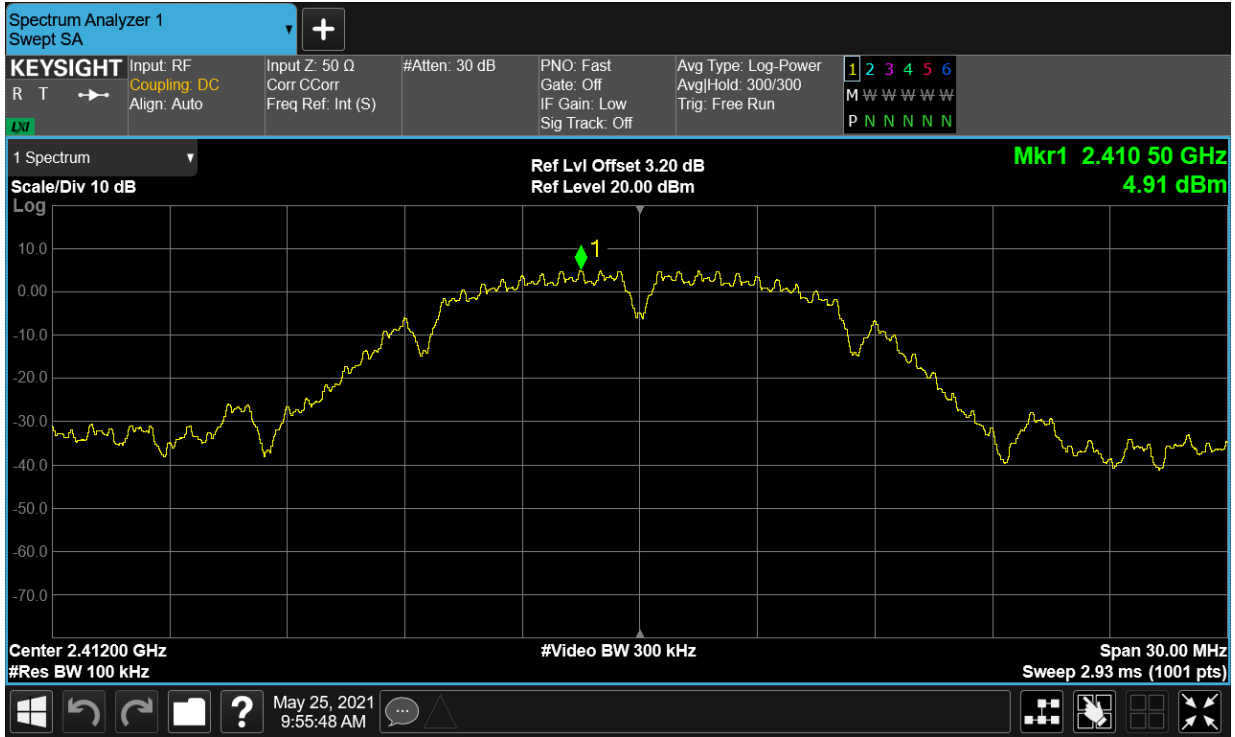 Spectrum Analyzer 1
Swept SA
KEYSIGHT
R T
LXI
Input: RF
Coupling: DC
Align: Auto
Input Z: 50 Ω
Corr CCorr
Freq Ref: Int (S)
#Atten: 30 dB
PNO: Fast
Gate: Off
IF Gain: Low
Sig Track: Off
Avg Type: Log-Power
Avg|Hold: 300/300
Trig: Free Run
1 2 3 4 5 6
M W W W W W
P N N N N N
1 Spectrum
Scale/Div 10 dB
Ref Lvl Offset 3.20 dB
Ref Level 20.00 dBm
Mkr1 2.410 50 GHz
4.91 dBm
Log
10.0
0.00
-10.0
-20.0
-30.0
-40.0
-50.0
-60.0
-70.0
1
Center 2.41200 GHz
#Res BW 100 kHz
#Video BW 300 kHz
Span 30.00 MHz
Sweep 2.93 ms (1001 pts)
?
May 25, 2021
9:55:48 AM